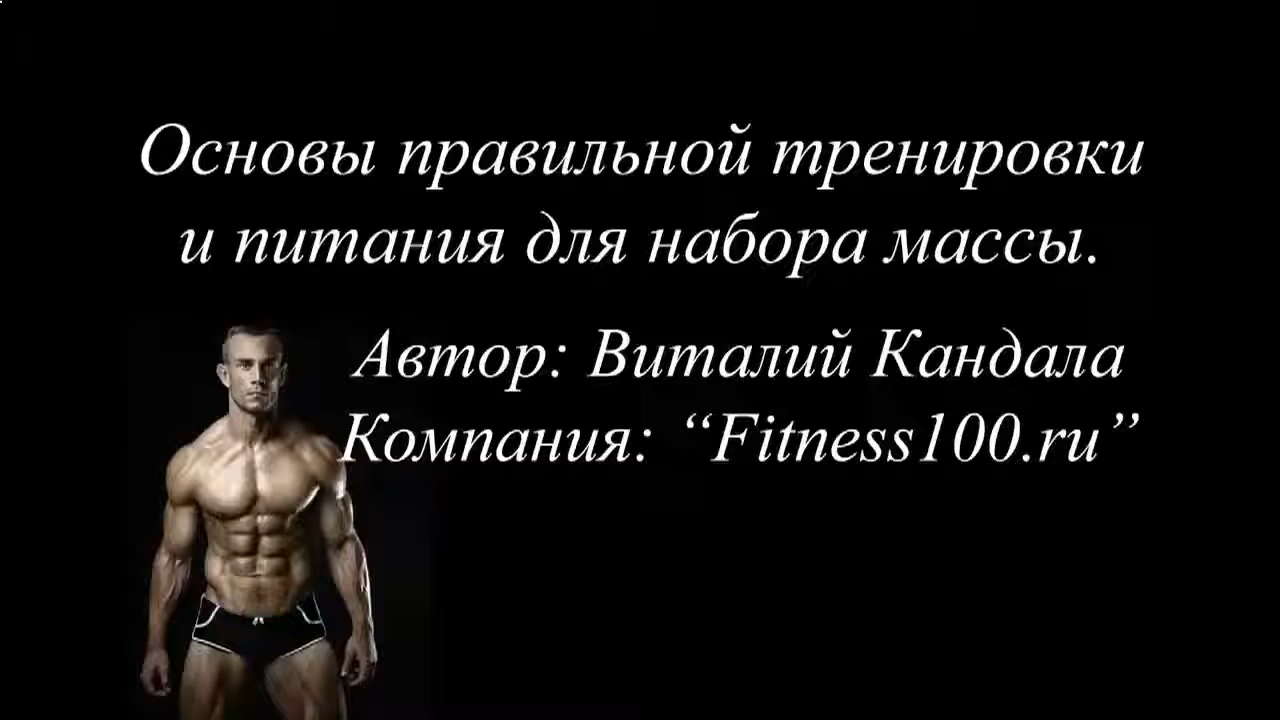 Основы правильной тренировки
и питания для набора массы.
Автор: Виталий Кандала
Компания: “Fitness100.ru”